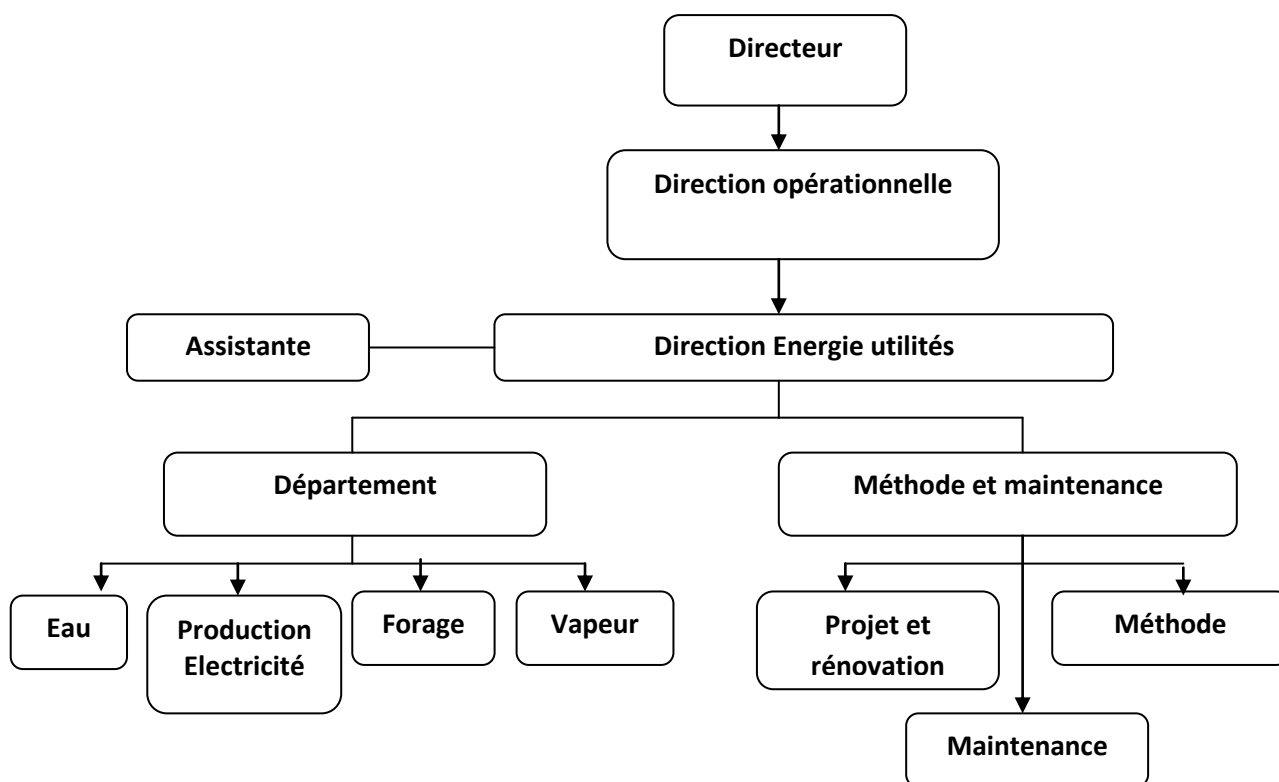 Directeur
Direction opérationnelle
Assistante
Direction Energie utilités
Département
Méthode et maintenance
Eau
Production
Electricité
Forage
Vapeur
Projet et
rénovation
Méthode
Maintenance